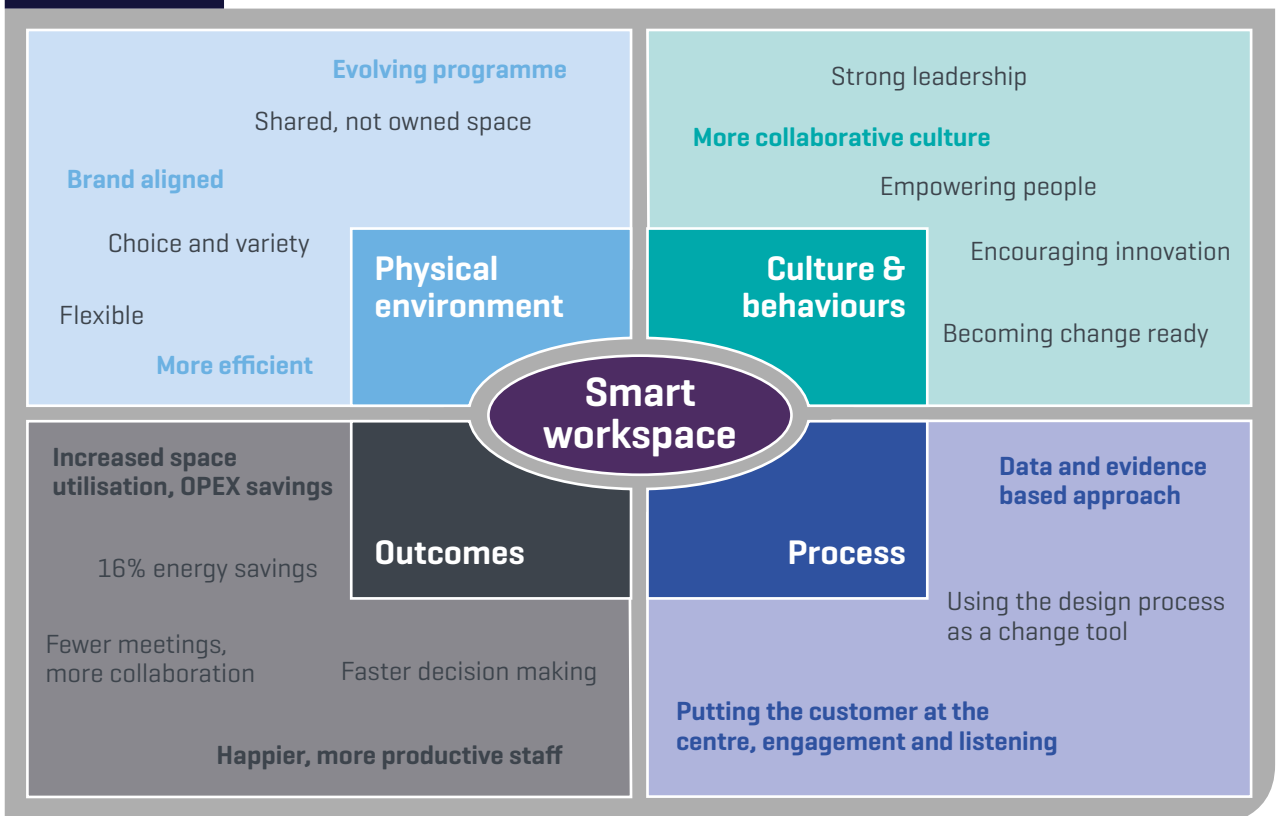 Evolving programme
Shared, not owned space
Brand aligned
Choice and variety
Flexible
More efficient
Physical
environment
Strong leadership
More collaborative culture
Empowering people
Encouraging innovation
Becoming change ready
Culture &
behaviours
Smart
workspace
Increased space
utilisation, OPEX savings
16% energy savings
Fewer meetings,
more collaboration
Faster decision making
Happier, more productive staff
Outcomes
Process
Data and evidence
based approach
Using the design process
as a change tool
Putting the customer at the
centre, engagement and listening